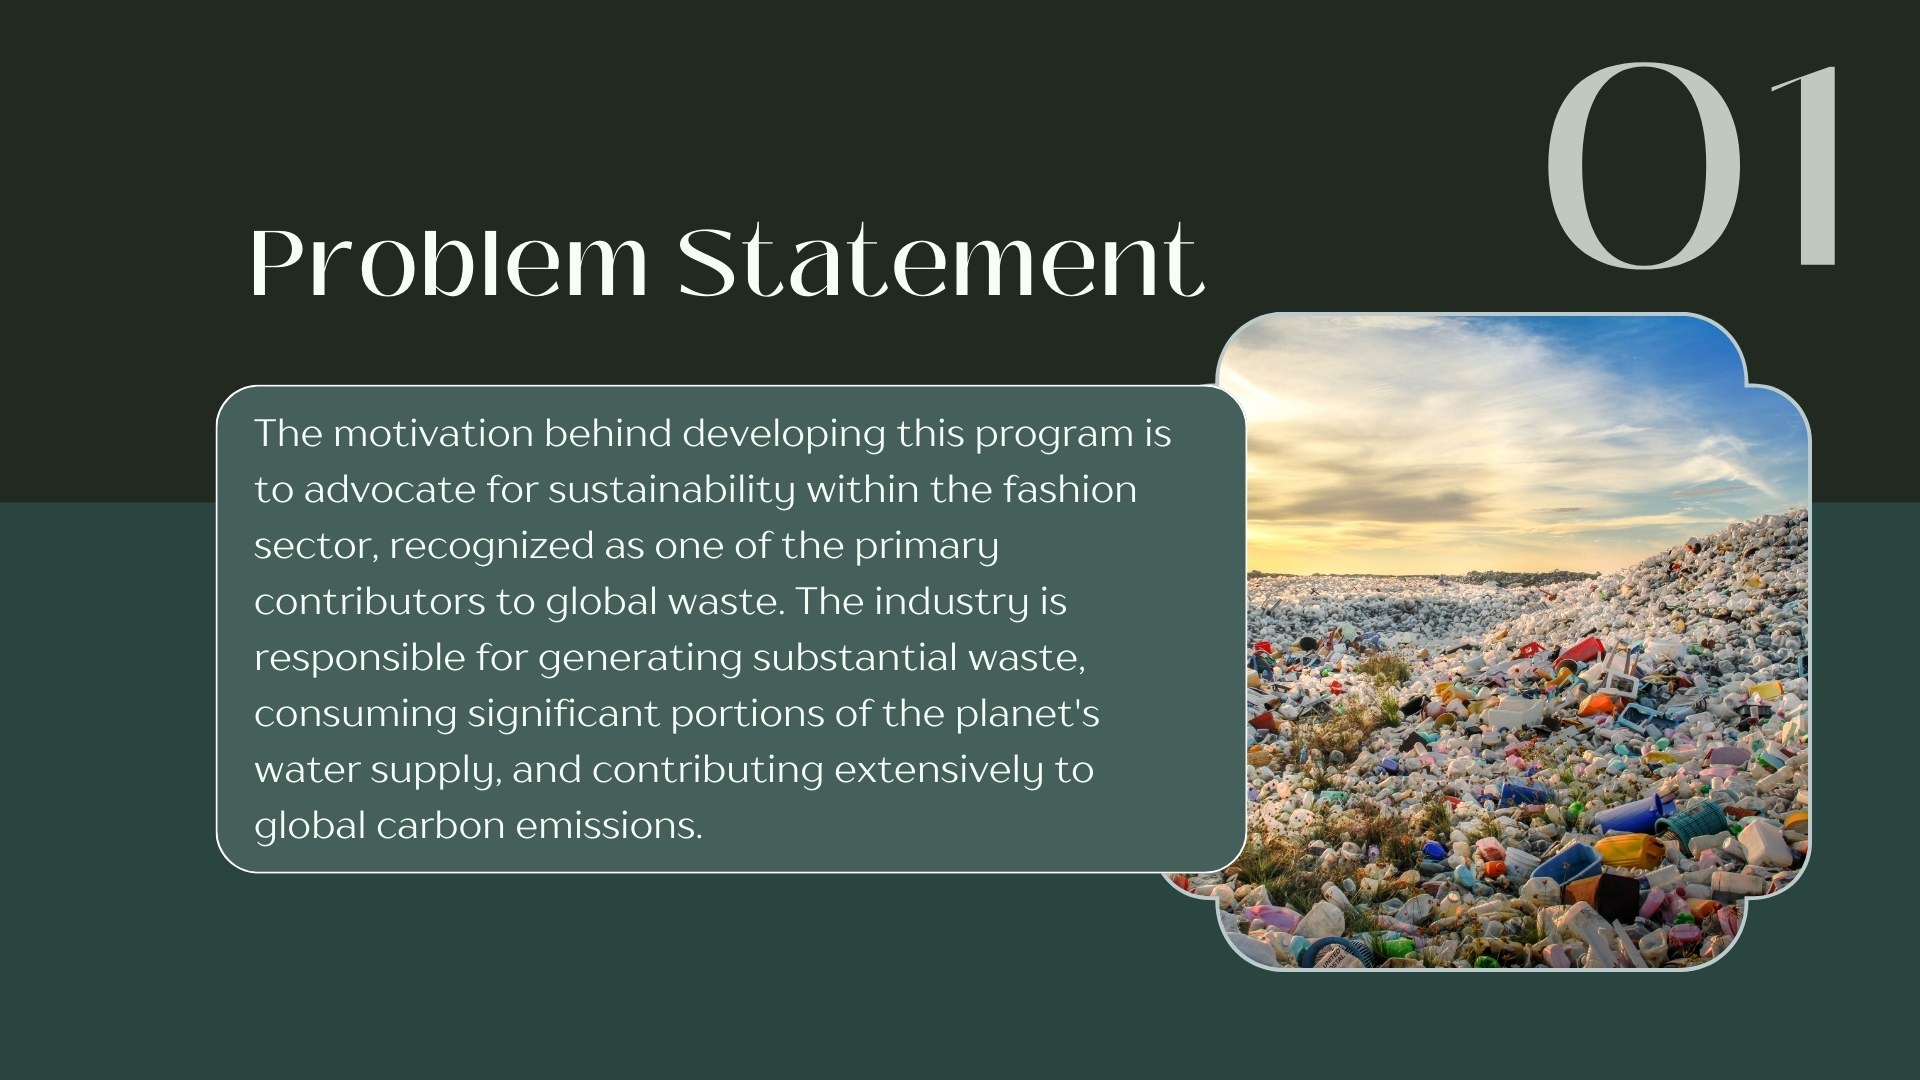 01
Problem Statement
The motivation behind developing this program is
to advocate for sustainability within the fashion
sector, recognized as one of the primary
contributors to global waste. The industry is
responsible for generating substantial waste,
consuming significant portions of the planet's
water supply, and contributing extensively to
global carbon emissions.